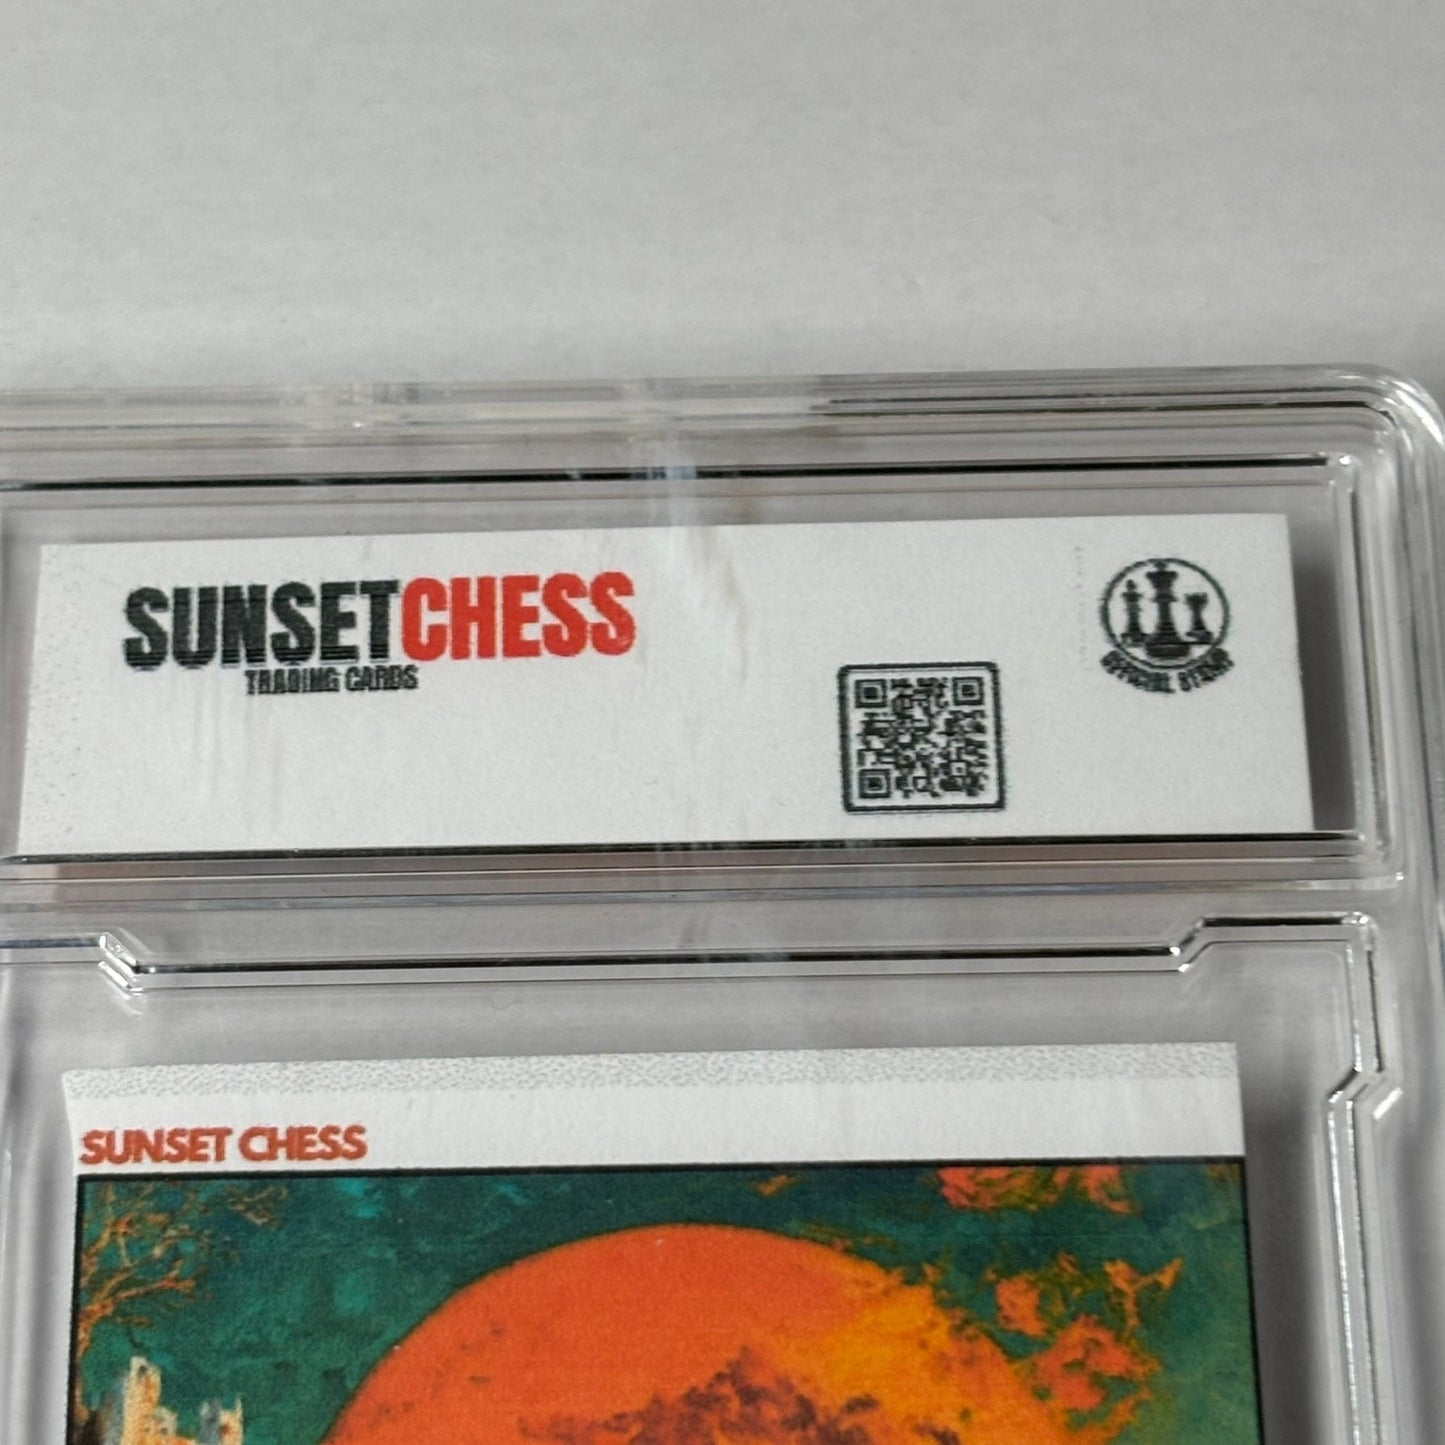 SUNSETCHESS
TRADING CARDS
OFFICIAL STAMP
SUNSET CHESS